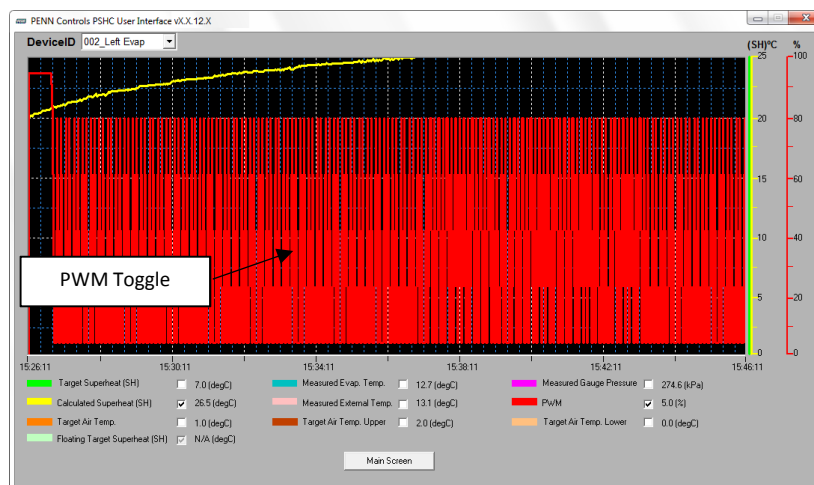 PENN Controls PSHC User Interface vX.X.12.X
DeviceID 002_Left Evap
(SH)°C %
25 100
20 80
15 60
10 40
5 20
0 0
PWM Toggle
15:26:11 15:30:11 15:34:11 15:38:11 15:42:11 15:46:11
Target Superheat (SH) 7.0 (degC) Measured Evap. Temp. 12.7 (degC) Measured Gauge Pressure 274.6 (kPa)
Calculated Superheat (SH) 26.5 (degC) Measured External Temp. 13.1 (degC) PWM 5.0 (%)
Target Air Temp. 1.0 (degC) Target Air Temp. Upper 2.0 (degC) Target Air Temp. Lower 0.0 (degC)
Floating Target Superheat (SH) N/A (degC)
Main Screen